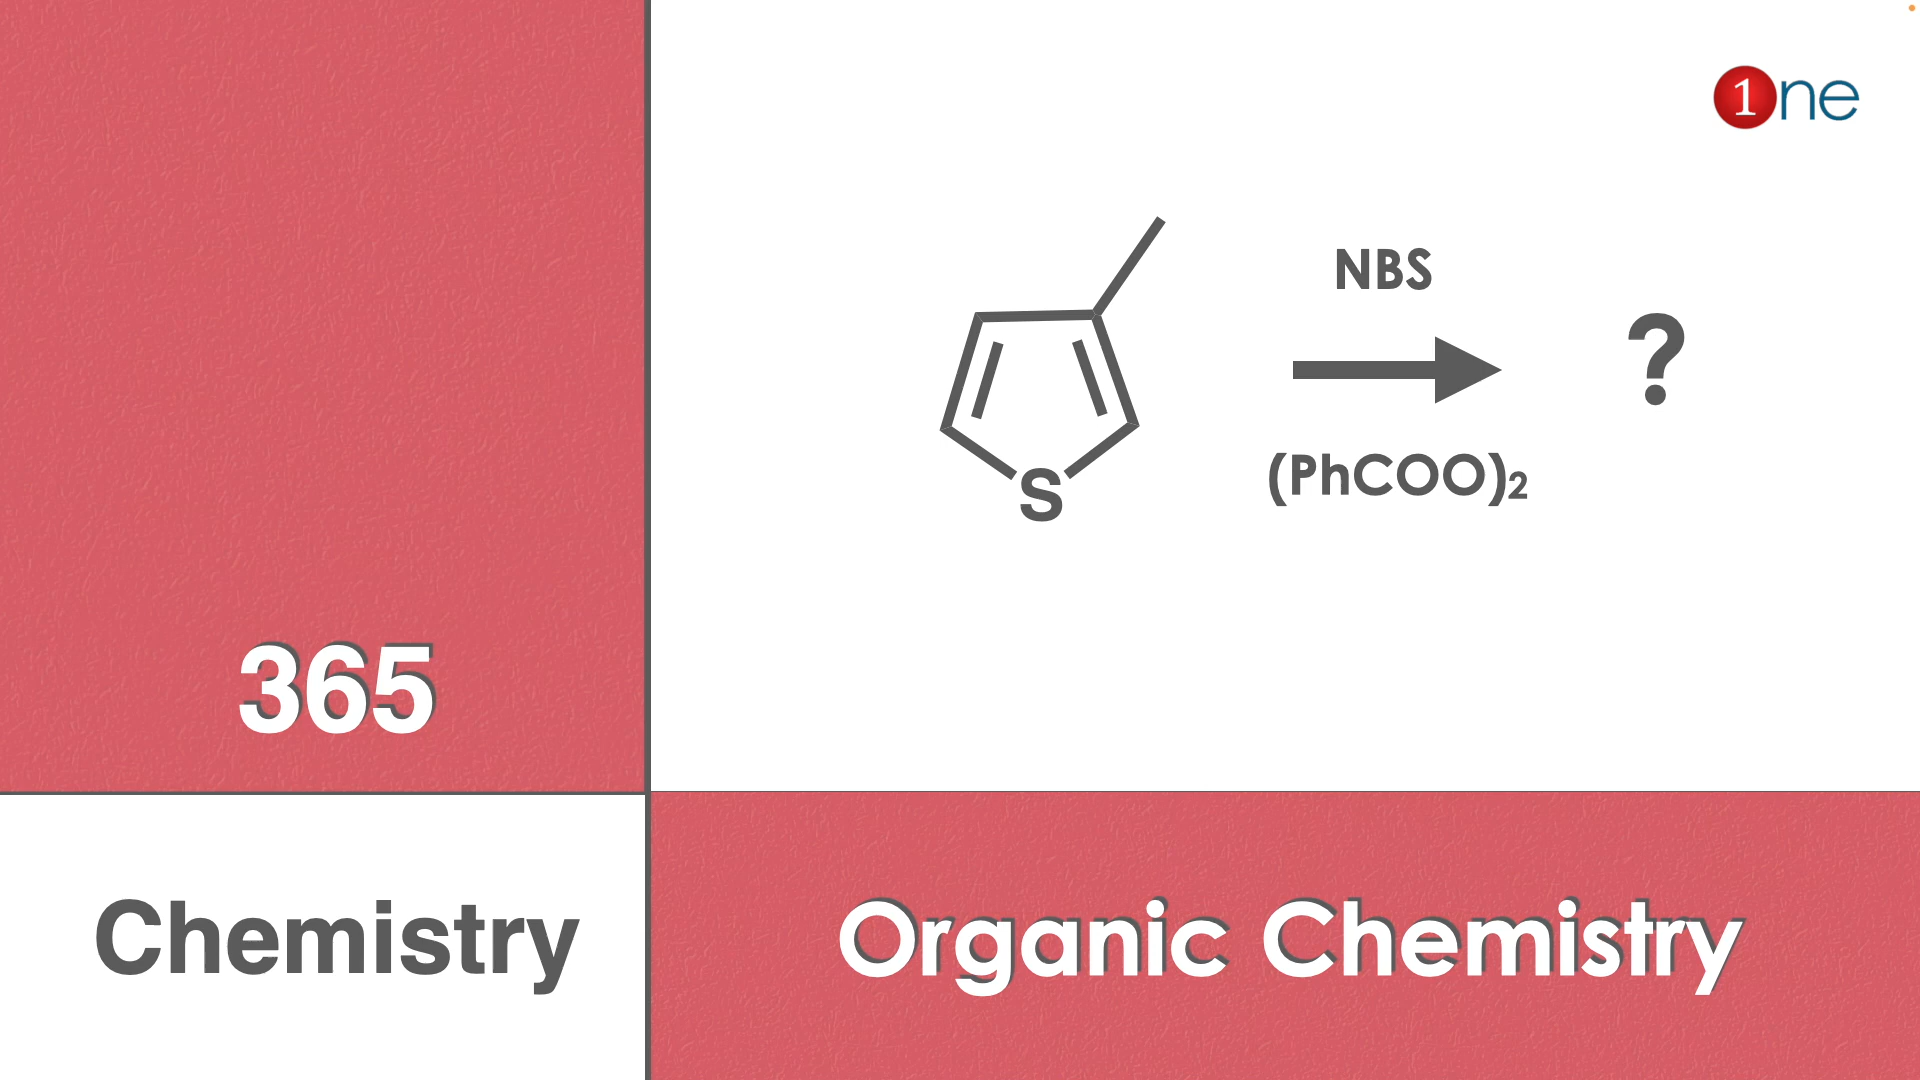 1ne
NBS
?
(PhCOO)₂
S
365
Chemistry
Organic Chemistry